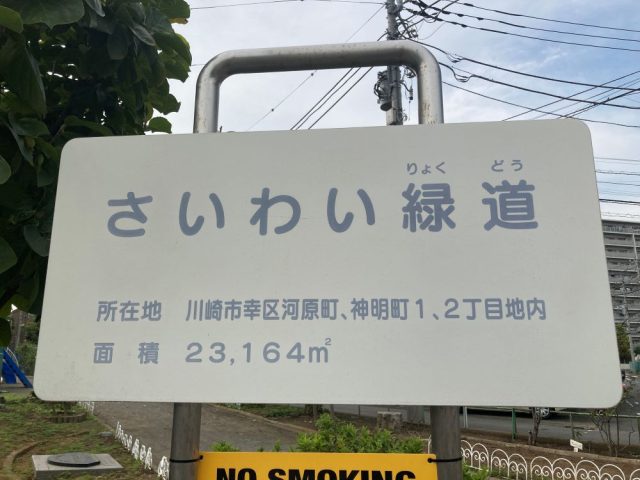 りょく どう
さいわい緑道
所在地 川崎市幸区河原町、神明町1、2丁目地内
面積 23,164㎡
NO SMOKING